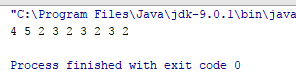 "C:\Program Files\Java\jdk-9.0.1\bin\java
4 5 2 3 2 3 2 3 2
Process finished with exit code 0